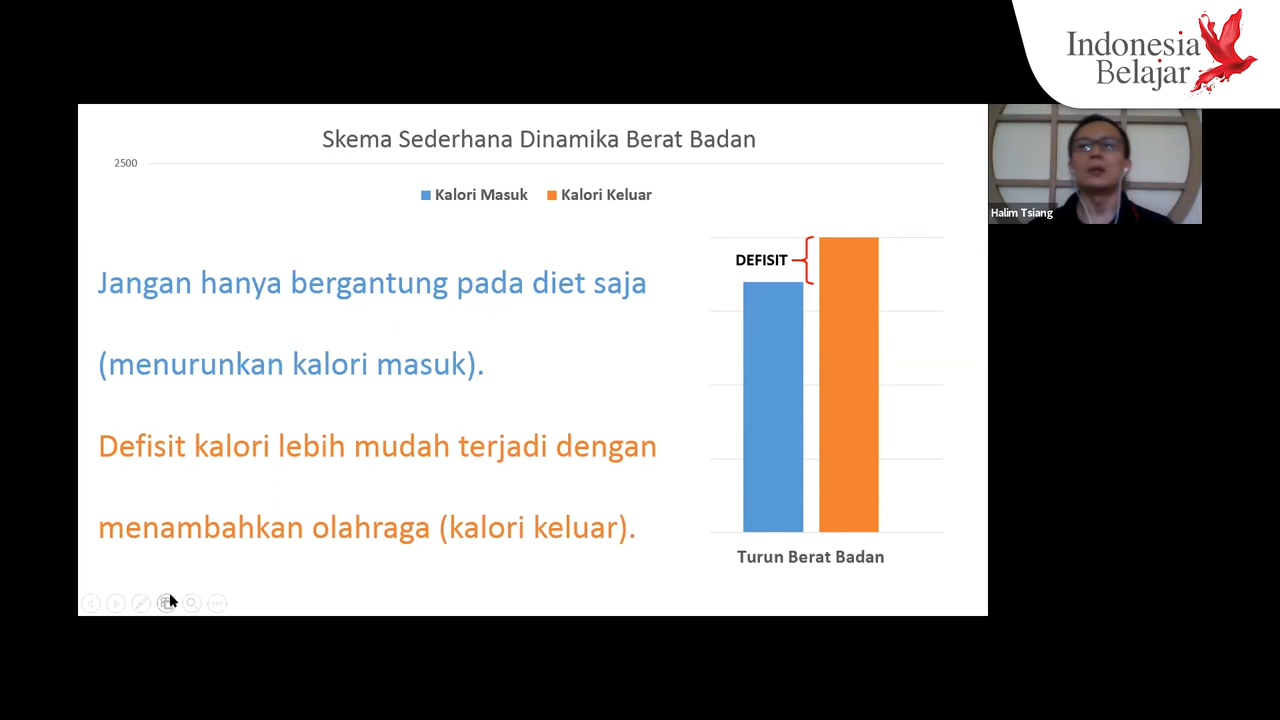 Indonesia
Belajar
Skema Sederhana Dinamika Berat Badan
2500
Kalori Masuk Kalori Keluar
Halim Tsiang
DEFISIT
Jangan hanya bergantung pada diet saja
(menurunkan kalori masuk).
Defisit kalori lebih mudah terjadi dengan
menambahkan olahraga (kalori keluar).
Turun Berat Badan